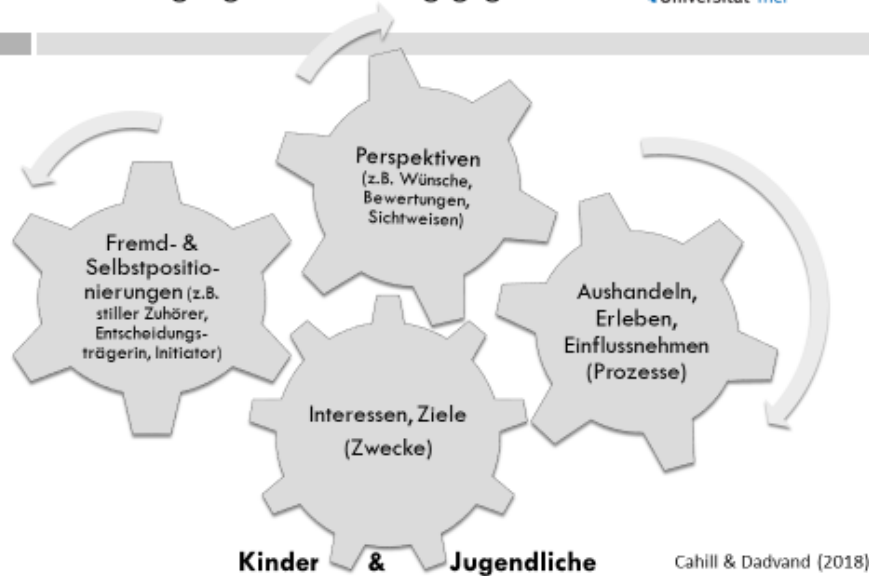 Perspektiven
(z.B. Wünsche,
Bewertungen,
Sichtweisen)
Fremd- &
Selbstpositio-
nierungen (z.B.
stiller Zuhörer,
Entscheidungs-
trägerin, Initiator)
Aushandeln,
Erleben,
Einflussnehmen
(Prozesse)
Interessen, Ziele
(Zwecke)
Kinder & Jugendliche
Cahill & Dadvand (2018)